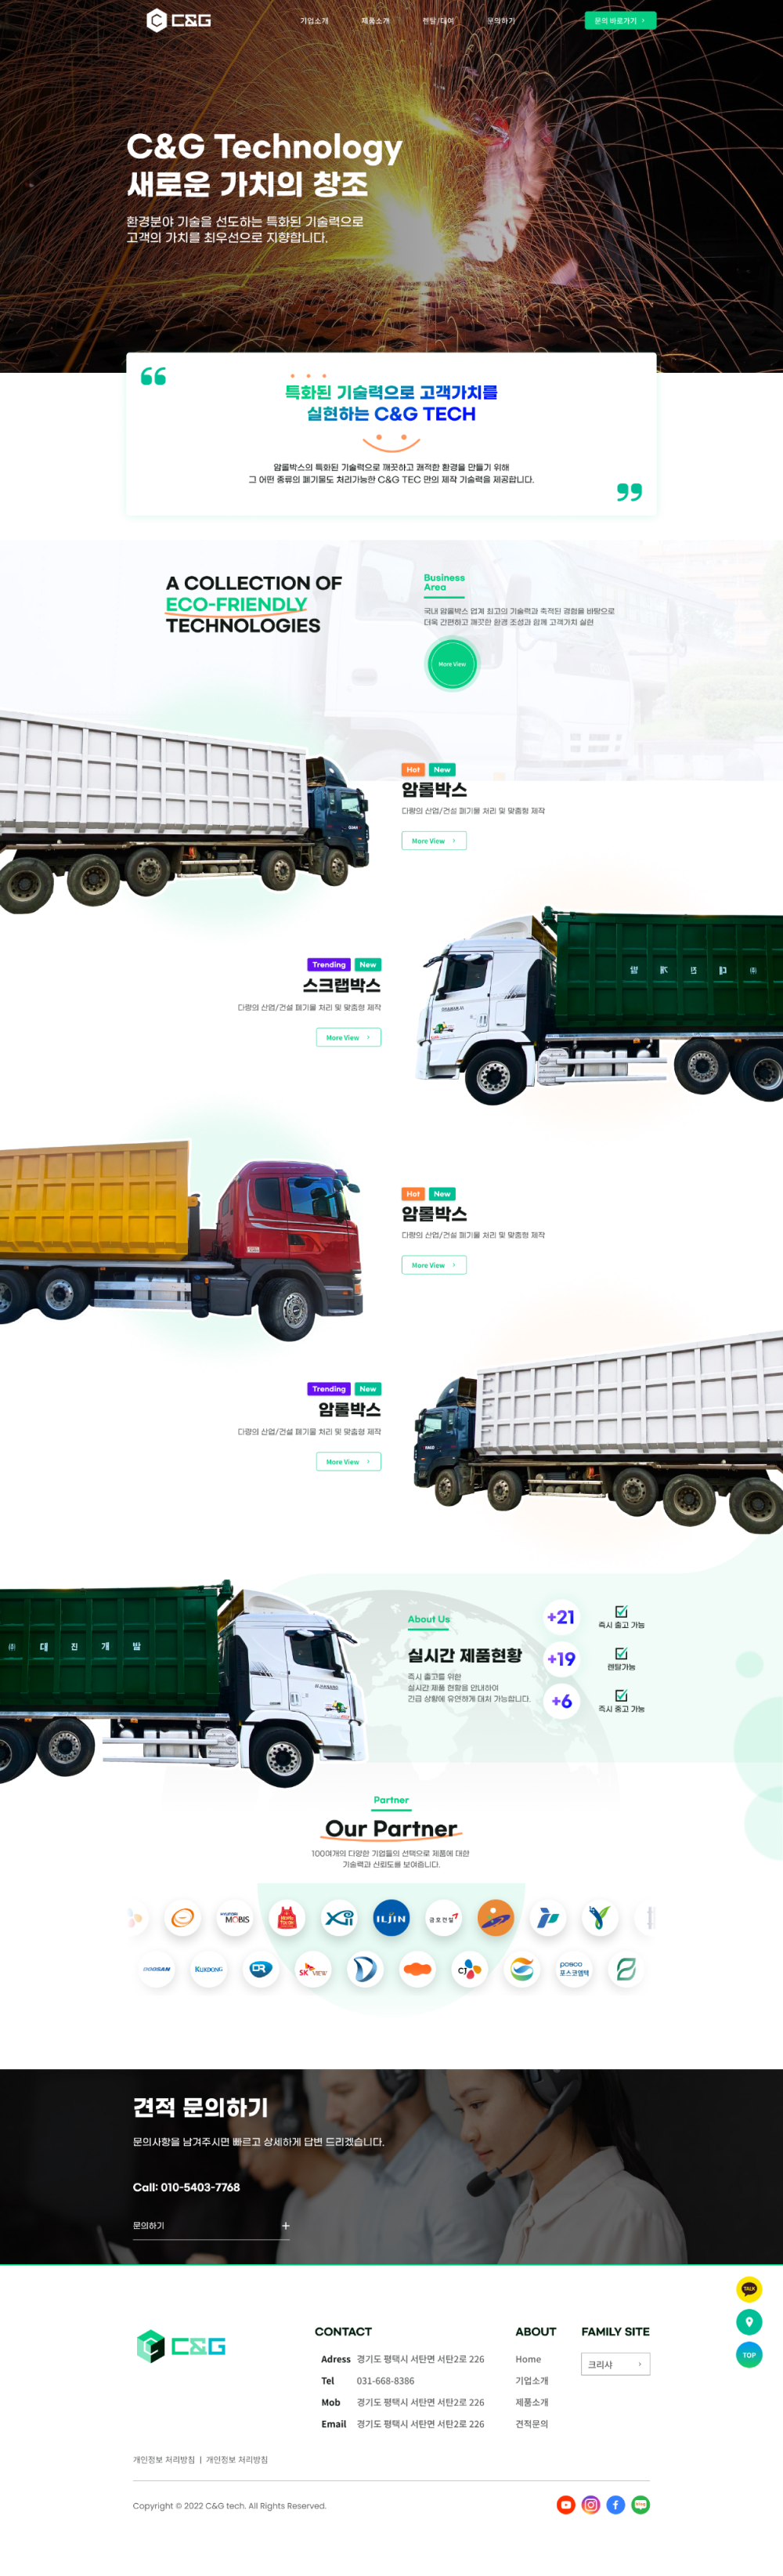 C&G
기업소개
제품소개
렌탈/대여
문의하기
문의 바로가기
C&G Technology
새로운 가치의 창조
환경분야 기술을 선도하는 특화된 기술력으로
고객의 가치를 최우선으로 지향합니다.
특화된 기술력으로 고객가치를
실현하는 C&G TECH
암롤박스의 특화된 기술력으로 깨끗하고 쾌적한 환경을 만들기 위해
그 어떤 종류의 폐기물도 처리가능한 C&G TEC 만의 제작 기술력을 제공합니다.
A COLLECTION OF
ECO-FRIENDLY
TECHNOLOGIES
Business
Area
국내 암롤박스 업계 최고의 기술력과 축적된 경험을 바탕으로
더욱 간편하고 깨끗한 환경 조성과 함께 고객가치 실현
More View
Hot New
암롤박스
다량의 산업/건설 폐기물 처리 및 맞춤형 제작
More View
Trending New
스크랩박스
다량의 산업/건설 폐기물 처리 및 맞춤형 제작
More View
Hot New
암롤박스
다량의 산업/건설 폐기물 처리 및 맞춤형 제작
More View
Trending New
암롤박스
다량의 산업/건설 폐기물 처리 및 맞춤형 제작
More View
㈜ 대 진 개 발
About Us
실시간 제품현황
즉시 출고를 위한
실시간 제품 현황을 안내하여
긴급 상황에 유연하게 대처 가능합니다.
+21
즉시 출고 가능
+19
렌탈가능
+6
즉시 중고 가능
Partner
Our Partner
100여개의 다양한 기업들의 선택으로 제품에 대한
기술력과 신뢰도를 보여줍니다.
HYUNDAI MOBIS
ILJIN
금호건설
DOOSAN
KUKDONG
DR
SK VIEW
CJ
posco
포스코엠텍
견적 문의하기
문의사항을 남겨주시면 빠르고 상세하게 답변 드리겠습니다.
Call: 010-5403-7768
문의하기 +
TALK
TOP
C&G
CONTACT
Adress 경기도 평택시 서탄면 서탄2로 226
Tel 031-668-8386
Mob 경기도 평택시 서탄면 서탄2로 226
Email 경기도 평택시 서탄면 서탄2로 226
ABOUT
Home
기업소개
제품소개
견적문의
FAMILY SITE
크리샤
개인정보 처리방침 | 개인정보 처리방침
Copyright © 2022 C&G tech. All Rights Reserved.